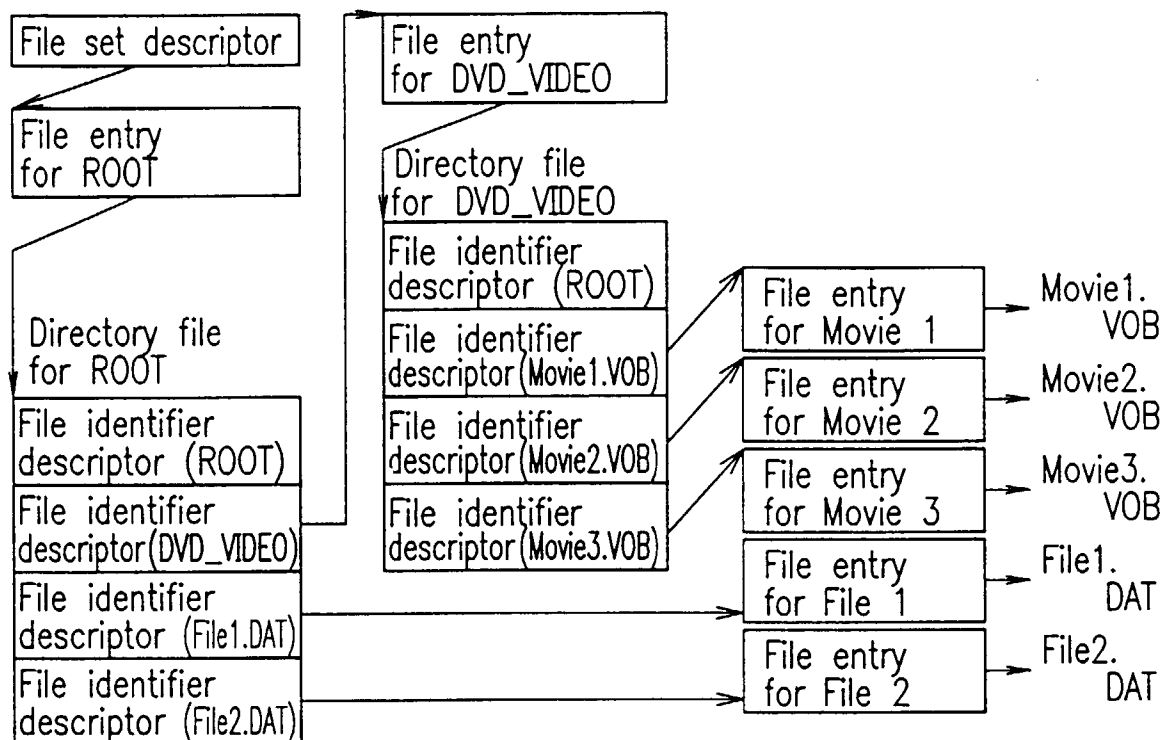 File set descriptor
File entry
for ROOT
Directory file
for ROOT
File identifier
descriptor (ROOT)
File identifier
descriptor(DVD_VIDEO)
File identifier
descriptor (File1.DAT)
File identifier
descriptor (File2.DAT)
File entry
for DVD_VIDEO
Directory file
for DVD_VIDEO
File identifier
descriptor (ROOT)
File identifier
descriptor(Movie1.VOB)
File identifier
descriptor(Movie2.VOB)
File identifier
descriptor(Movie3.VOB)
File entry
for Movie 1
File entry
for Movie 2
File entry
for Movie 3
File entry
for File 1
File entry
for File 2
Movie1.
VOB
Movie2.
VOB
Movie3.
VOB
File1.
DAT
File2.
DAT